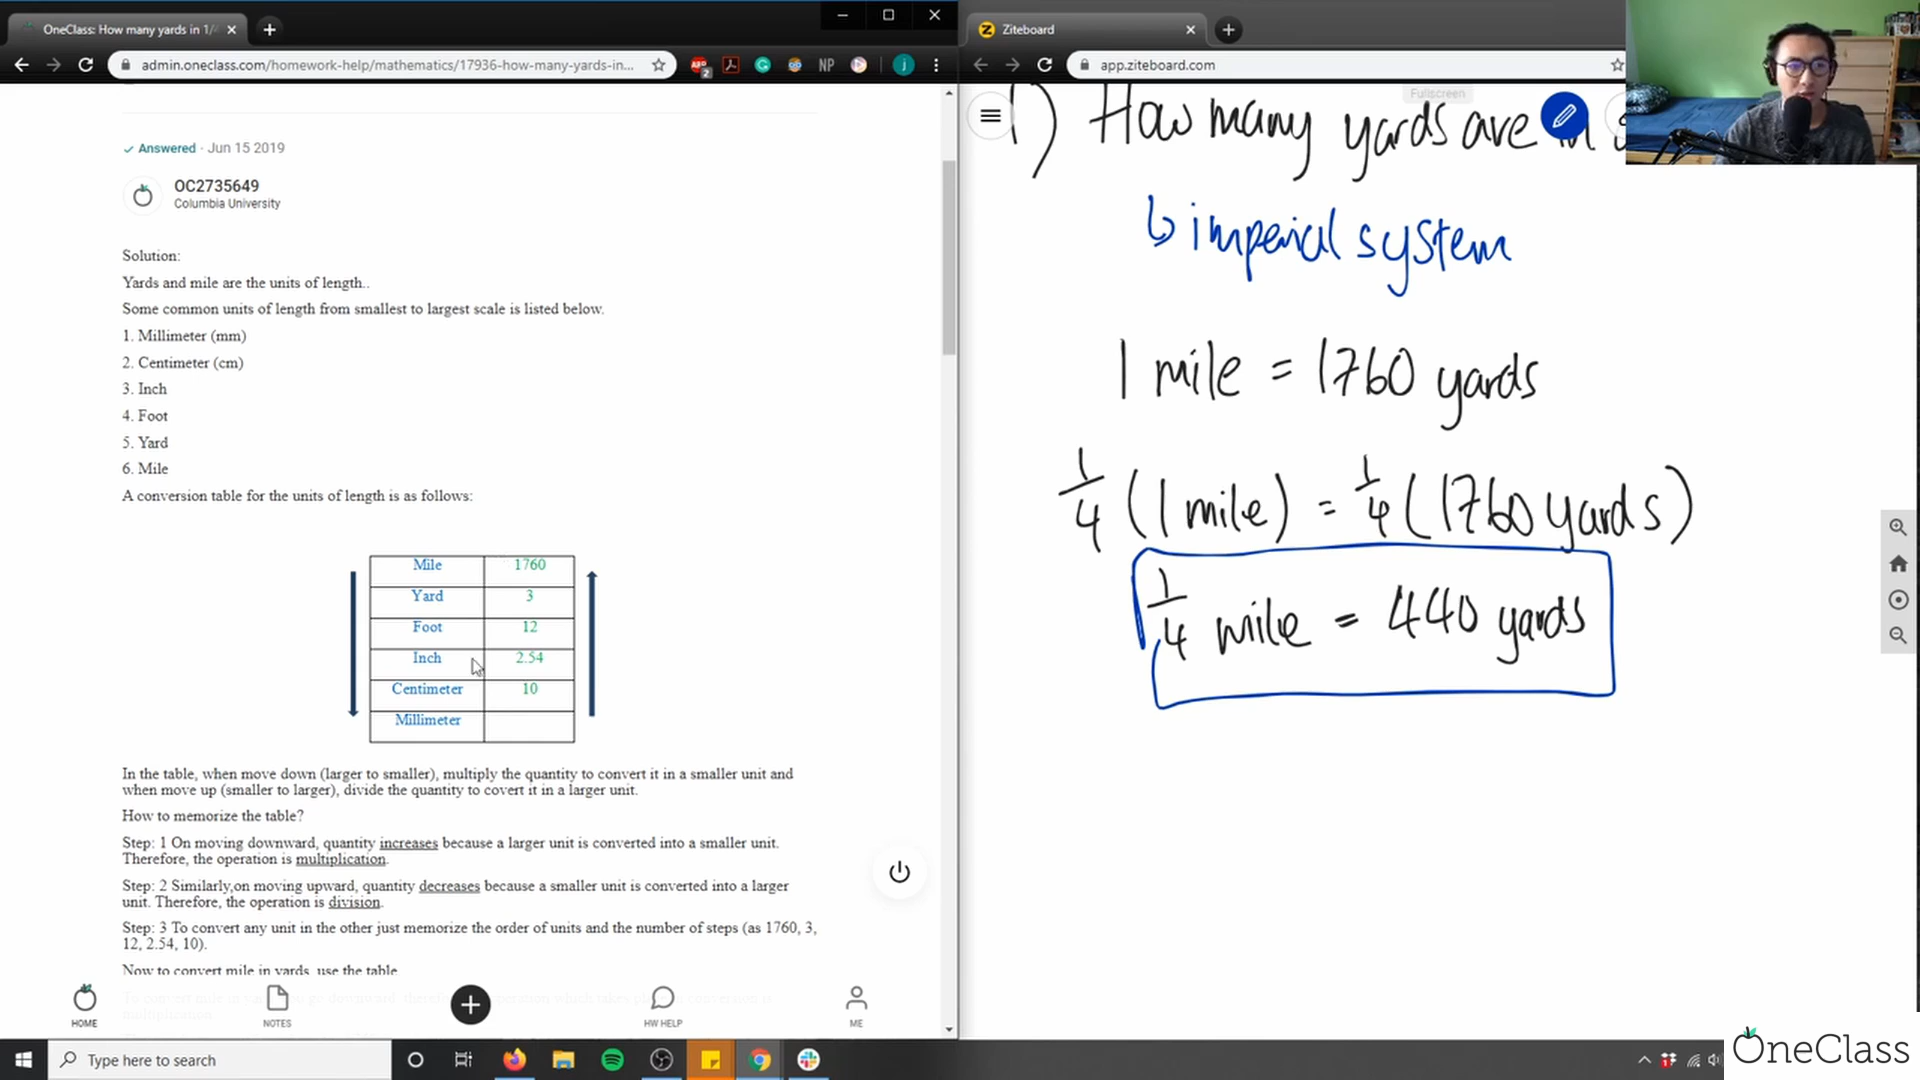 OneClass: How many yards in 1/4
Ziteboard
admin.oneclass.com/homework-help/mathematics/17936-how-many-yards-in...
2
NP
j
app.ziteboard.com
Fullscreen
Answered · Jun 15 2019
OC2735649
Columbia University
Solution:
Yards and mile are the units of length..
Some common units of length from smallest to largest scale is listed below.
1. Millimeter (mm)
2. Centimeter (cm)
3. Inch
4. Foot
5. Yard
6. Mile
A conversion table for the units of length is as follows:
Mile 1760
Yard 3
Foot 12
Inch 2.54
Centimeter 10
Millimeter
In the table, when move down (larger to smaller), multiply the quantity to convert it in a smaller unit and
when move up (smaller to larger), divide the quantity to covert it in a larger unit.
How to memorize the table?
Step: 1 On moving downward, quantity increases because a larger unit is converted into a smaller unit.
Therefore, the operation is multiplication.
Step: 2 Similarly,on moving upward, quantity decreases because a smaller unit is converted into a larger
unit. Therefore, the operation is division.
Step: 3 To convert any unit in the other just memorize the order of units and the number of steps (as 1760, 3,
12, 2.54, 10).
Now to convert mile in yards, use the table
HOME
NOTES
HW HELP
ME
1) How many yards are in
imperial system
1 mile = 1760 yards
1/4 (1 mile) = 1/4 (1760 yards)
1/4 mile = 440 yards
Type here to search
OneClass